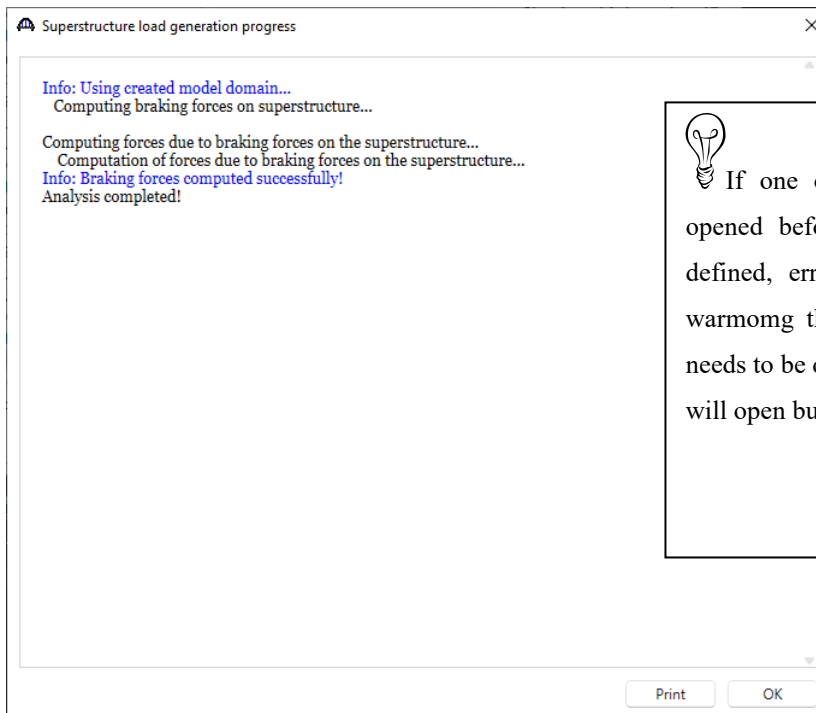 Superstructure load generation progress
Info: Using created model domain...
Computing braking forces on superstructure...
Computing forces due to braking forces on the superstructure...
Computation of forces due to braking forces on the superstructure...
Info: Braking forces computed successfully!
Analysis completed!
If one
opened
defined,
warmomg
needs to be
will open
Print
OK